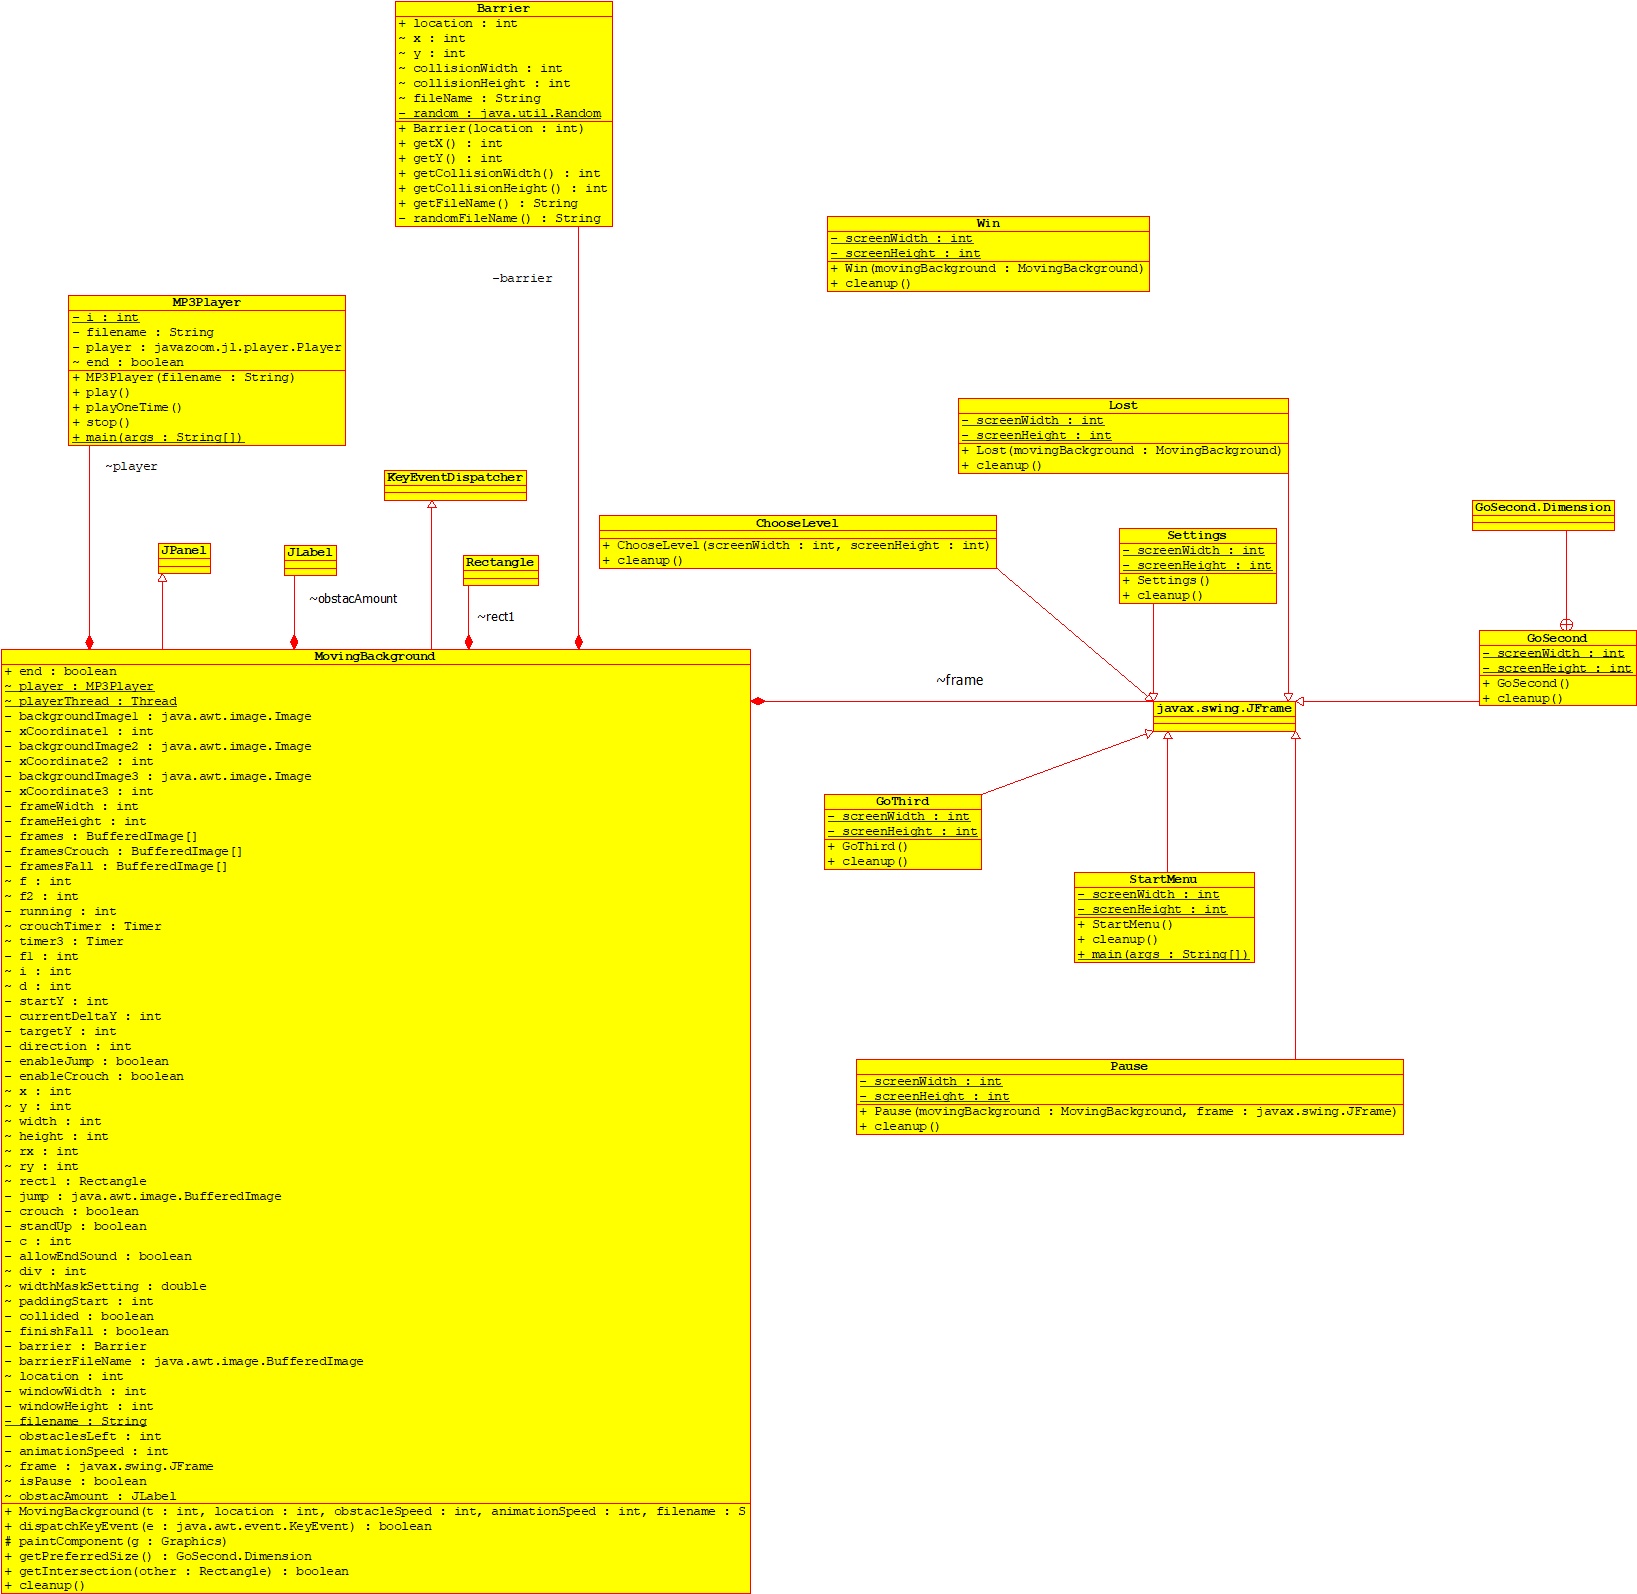 Barrier
+ location : int
~ x : int
~ y : int
~ collisionWidth : int
~ collisionHeight : int
~ fileName : String
- random : java.util.Random
+ Barrier(location : int)
+ getX() : int
+ getY() : int
+ getCollisionWidth() : int
+ getCollisionHeight() : int
+ getFileName() : String
- randomFileName() : String
Win
- screenWidth : int
- screenHeight : int
+ Win(movingBackground : MovingBackground)
+ cleanup()
-barrier
MP3Player
- i : int
- filename : String
- player : javazoom.jl.player.Player
~ end : boolean
+ MP3Player(filename : String)
+ play()
+ playOneTime()
+ stop()
+ main(args : String[])
~player
Lost
- screenWidth : int
- screenHeight : int
+ Lost(movingBackground : MovingBackground)
+ cleanup()
KeyEventDispatcher
GoSecond.Dimension
ChooseLevel
+ ChooseLevel(screenWidth : int, screenHeight : int)
+ cleanup()
Settings
- screenWidth : int
- screenHeight : int
+ Settings()
+ cleanup()
JPanel
JLabel
Rectangle
~obstacAmount
~rect1
GoSecond
- screenWidth : int
- screenHeight : int
+ GoSecond()
+ cleanup()
~frame
javax.swing.JFrame
MovingBackground
+ end : boolean
~ player : MP3Player
~ playerThread : Thread
- backgroundImage1 : java.awt.image.Image
- xCoordinate1 : int
- backgroundImage2 : java.awt.image.Image
- xCoordinate2 : int
- backgroundImage3 : java.awt.image.Image
- xCoordinate3 : int
- frameWidth : int
- frameHeight : int
- frames : BufferedImage[]
- framesCrouch : BufferedImage[]
- framesFall : BufferedImage[]
~ f : int
~ f2 : int
- running : int
~ crouchTimer : Timer
~ timer3 : Timer
- f1 : int
~ i : int
~ d : int
- startY : int
- currentDeltaY : int
- targetY : int
- direction : int
- enableJump : boolean
- enableCrouch : boolean
~ x : int
~ y : int
~ width : int
~ height : int
~ rx : int
~ ry : int
~ rect1 : Rectangle
- jump : java.awt.image.BufferedImage
- crouch : boolean
- standUp : boolean
- c : int
- allowEndSound : boolean
~ div : int
~ widthMaskSetting : double
~ paddingStart : int
- collided : boolean
- finishFall : boolean
- barrier : Barrier
- barrierFileName : java.awt.image.BufferedImage
~ location : int
- windowWidth : int
- windowHeight : int
- filename : String
- obstaclesLeft : int
- animationSpeed : int
~ frame : javax.swing.JFrame
~ isPause : boolean
~ obstacAmount : JLabel
+ MovingBackground(t : int, location : int, obstacleSpeed : int, animationSpeed : int, filename : S
+ dispatchKeyEvent(e : java.awt.event.KeyEvent) : boolean
# paintComponent(g : Graphics)
+ getPreferredSize() : GoSecond.Dimension
+ getIntersection(other : Rectangle) : boolean
+ cleanup()
GoThird
- screenWidth : int
- screenHeight : int
+ GoThird()
+ cleanup()
StartMenu
- screenWidth : int
- screenHeight : int
+ StartMenu()
+ cleanup()
+ main(args : String[])
Pause
- screenWidth : int
- screenHeight : int
+ Pause(movingBackground : MovingBackground, frame : javax.swing.JFrame)
+ cleanup()